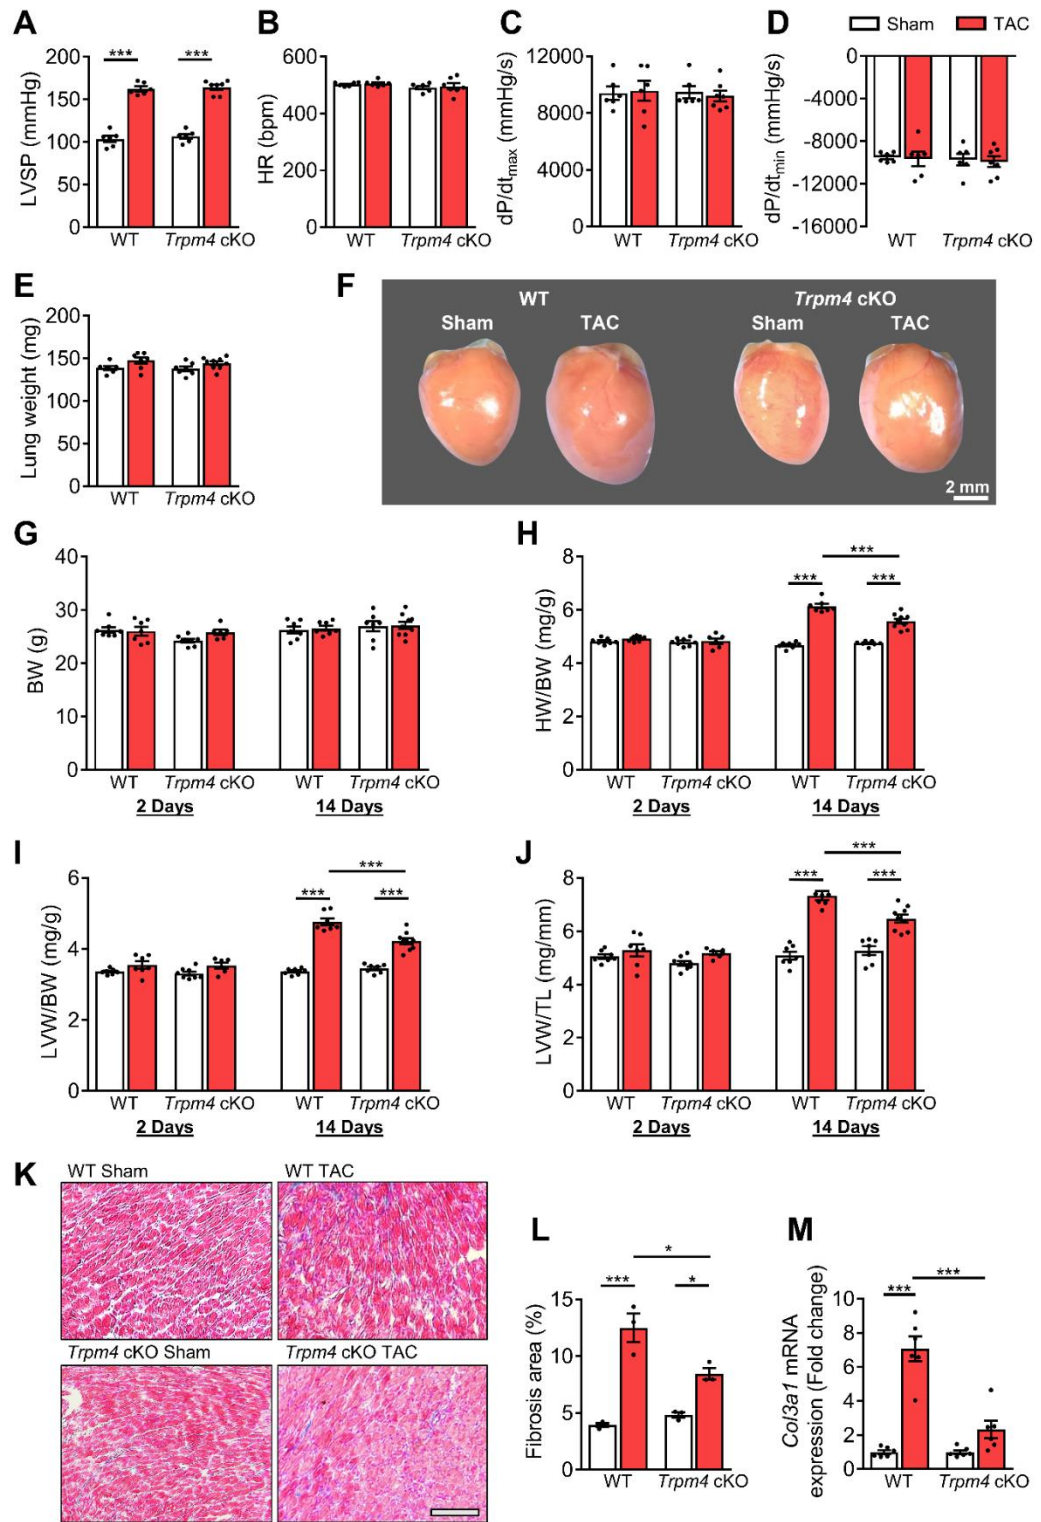 A
B
C
D
Sham
TAC
LVSP (mmHg)
200
150
100
50
0
***
***
WT
Trpm4 cKO
HR (bpm)
600
400
200
0
WT
Trpm4 cKO
dP/dtmax (mmHg/s)
12000
8000
4000
0
WT
Trpm4 cKO
dP/dtmin (mmHg/s)
0
-4000
-8000
-12000
-16000
WT
Trpm4 cKO
E
Lung weight (mg)
200
150
100
50
0
WT
Trpm4 cKO
F
WT
Trpm4 cKO
Sham
TAC
Sham
TAC
2 mm
G
BW (g)
40
30
20
10
0
WT
Trpm4 cKO
WT
Trpm4 cKO
2 Days
14 Days
H
HW/BW (mg/g)
8
6
4
2
0
***
***
***
WT
Trpm4 cKO
WT
Trpm4 cKO
2 Days
14 Days
I
LVW/BW (mg/g)
6
4
2
0
***
***
***
WT
Trpm4 cKO
WT
Trpm4 cKO
2 Days
14 Days
J
LVW/TL (mg/mm)
8
6
4
2
0
***
***
***
WT
Trpm4 cKO
WT
Trpm4 cKO
2 Days
14 Days
K
WT Sham
WT TAC
Trpm4 cKO Sham
Trpm4 cKO TAC
L
Fibrosis area (%)
15
10
5
0
*
***
*
WT
Trpm4 cKO
M
Col3a1 mRNA
expression (Fold change)
10
8
6
4
2
0
***
***
WT
Trpm4 cKO